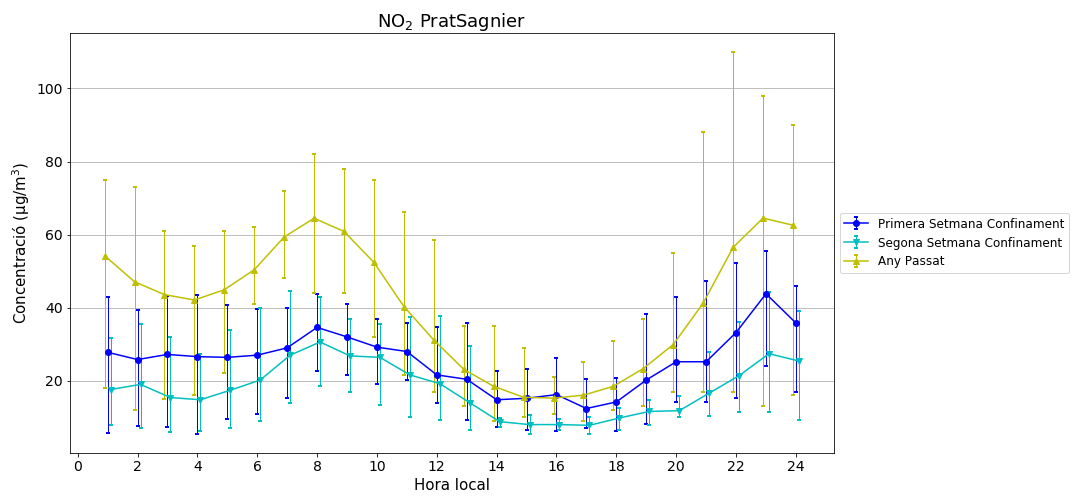 NO₂ PratSagnier
Concentració (µg/m³)
100
80
60
40
20
0 2 4 6 8 10 12 14 16 18 20 22 24
Hora local
Primera Setmana Confinament
Segona Setmana Confinament
Any Passat